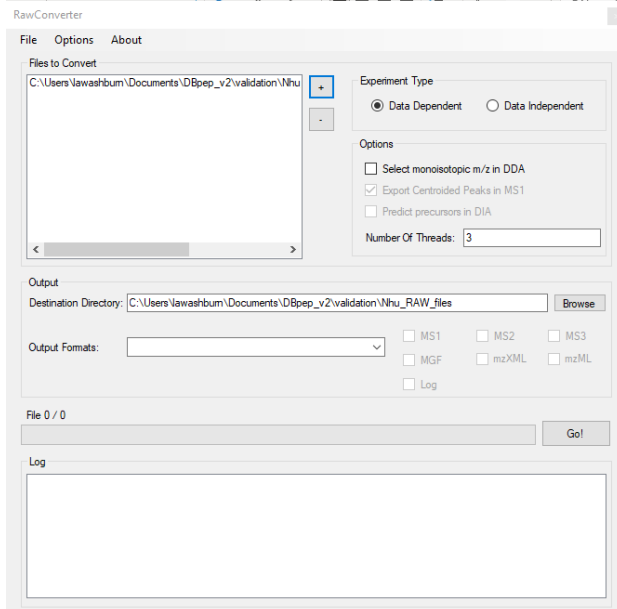 RawConverter
File Options About
Files to Convert
C:\Users\lawashburn\Documents\DBpep_v2\validation\Nhu
+
-
Experiment Type
Data Dependent Data Independent
Options
Select monoisotopic m/z in DDA
Export Centroided Peaks in MS1
Predict precursors in DIA
Number Of Threads: 3
Output
Destination Directory: C:\Users\lawashburn\Documents\DBpep_v2\validation\Nhu_RAW_files Browse
Output Formats: MS1 MS2 MS3
MGF mzXML mzML
Log
File 0 / 0
Go!
Log